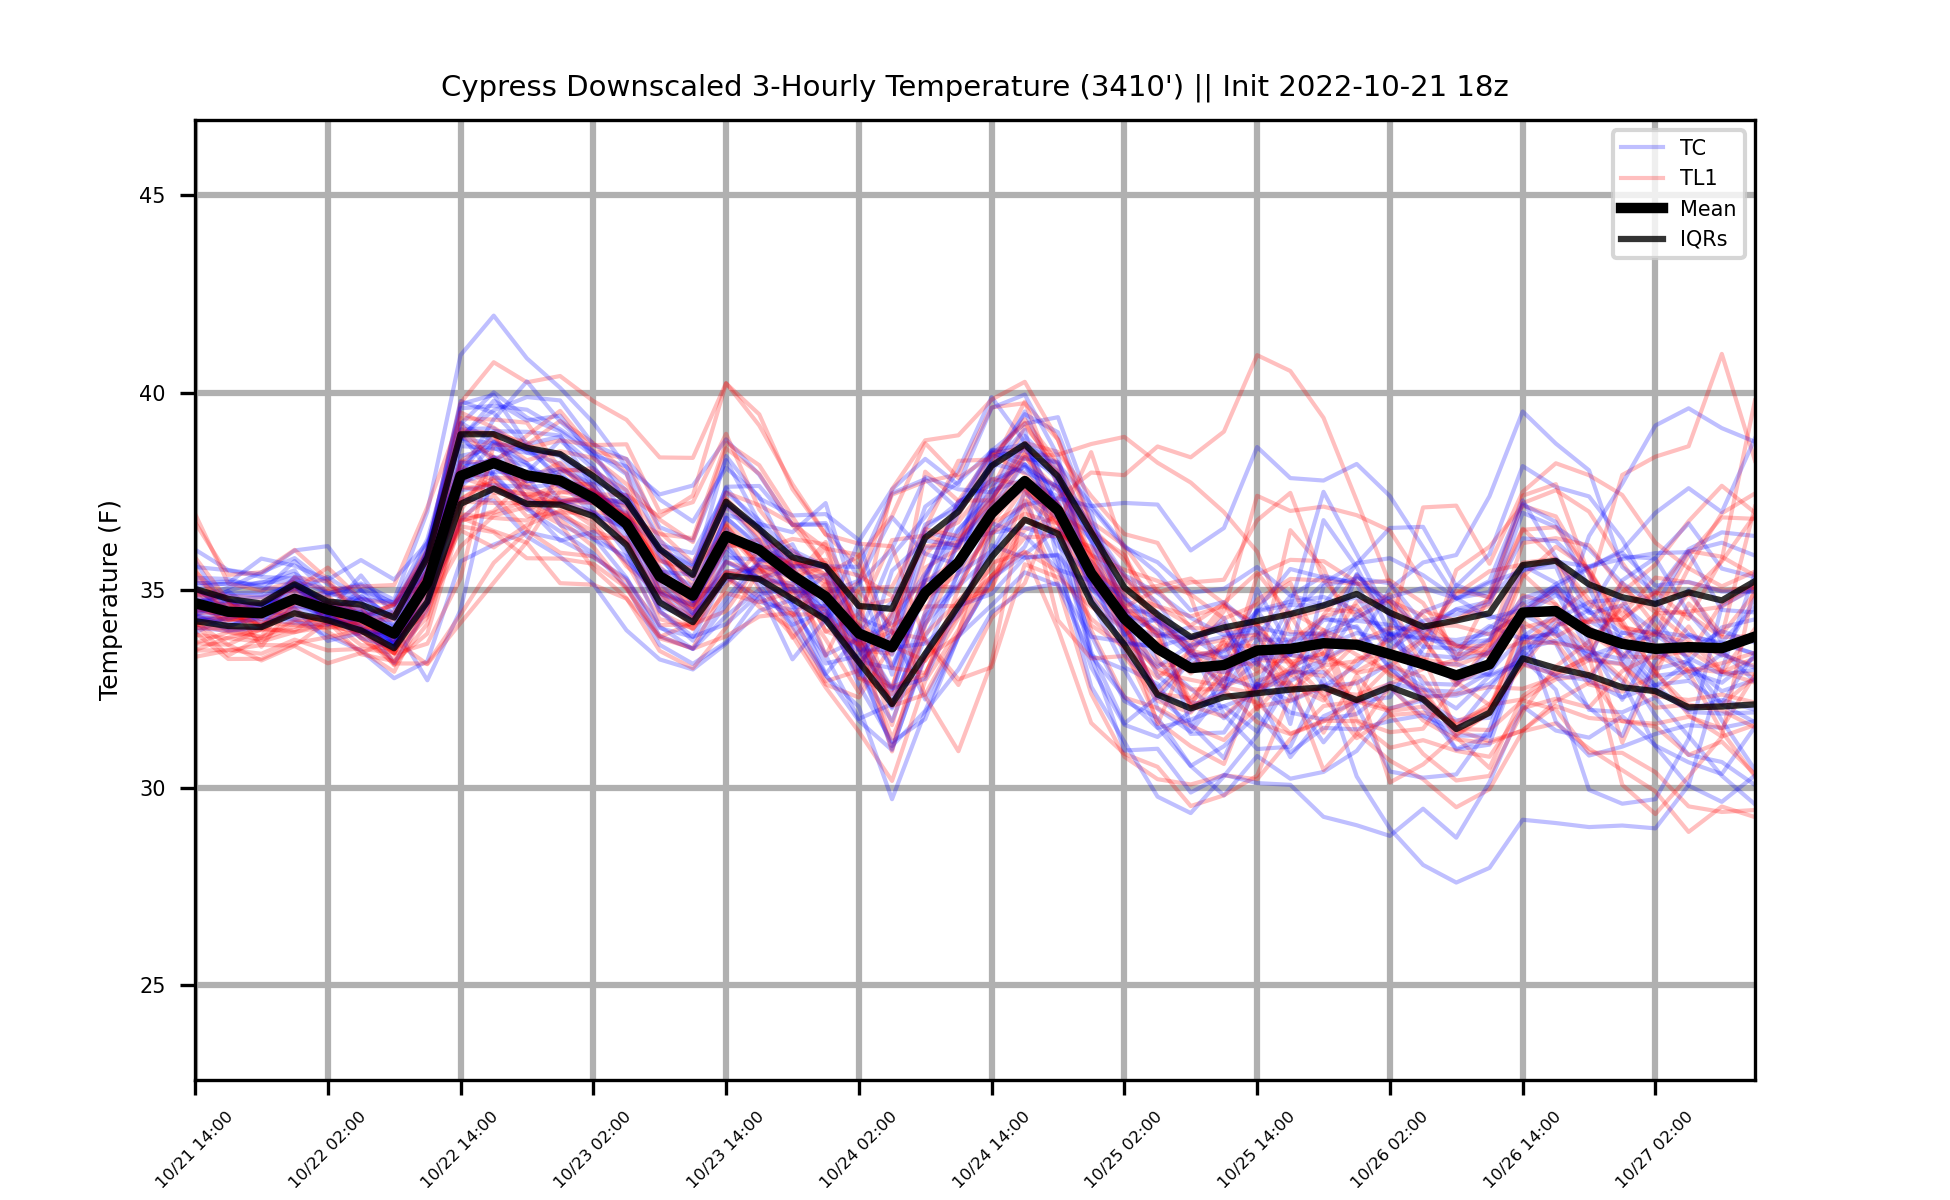 Cypress Downscaled 3-Hourly Temperature (3410') || Init 2022-10-21 18z
TC
TL1
Mean
IQRs
Temperature (F)
45
40
35
30
25
10/21 14:00
10/22 02:00
10/22 14:00
10/23 02:00
10/23 14:00
10/24 02:00
10/24 14:00
10/25 02:00
10/25 14:00
10/26 02:00
10/26 14:00
10/27 02:00